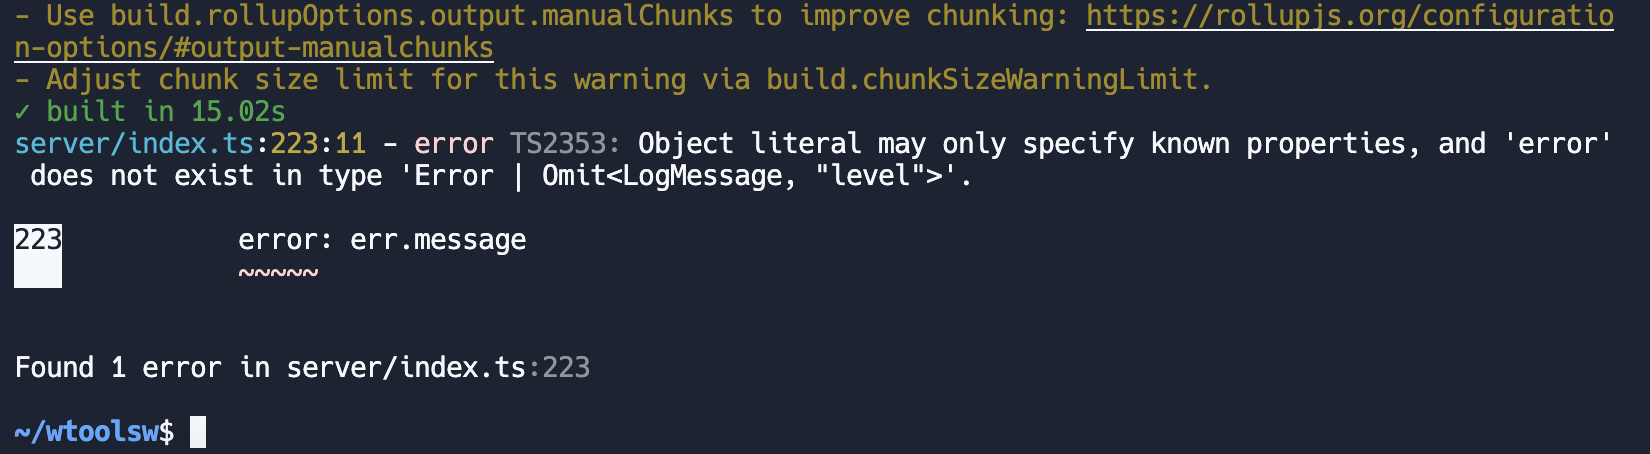 - Use build.rollupOptions.output.manualChunks to improve chunking: https://rollupjs.org/configuratio
n-options/#output-manualchunks
- Adjust chunk size limit for this warning via build.chunkSizeWarningLimit.
✓ built in 15.02s
server/index.ts:223:11 - error TS2353: Object literal may only specify known properties, and 'error'
 does not exist in type 'Error | Omit<LogMessage, "level">'.
223           error: err.message
              ~~~~~
Found 1 error in server/index.ts:223
~/wtoolsw$